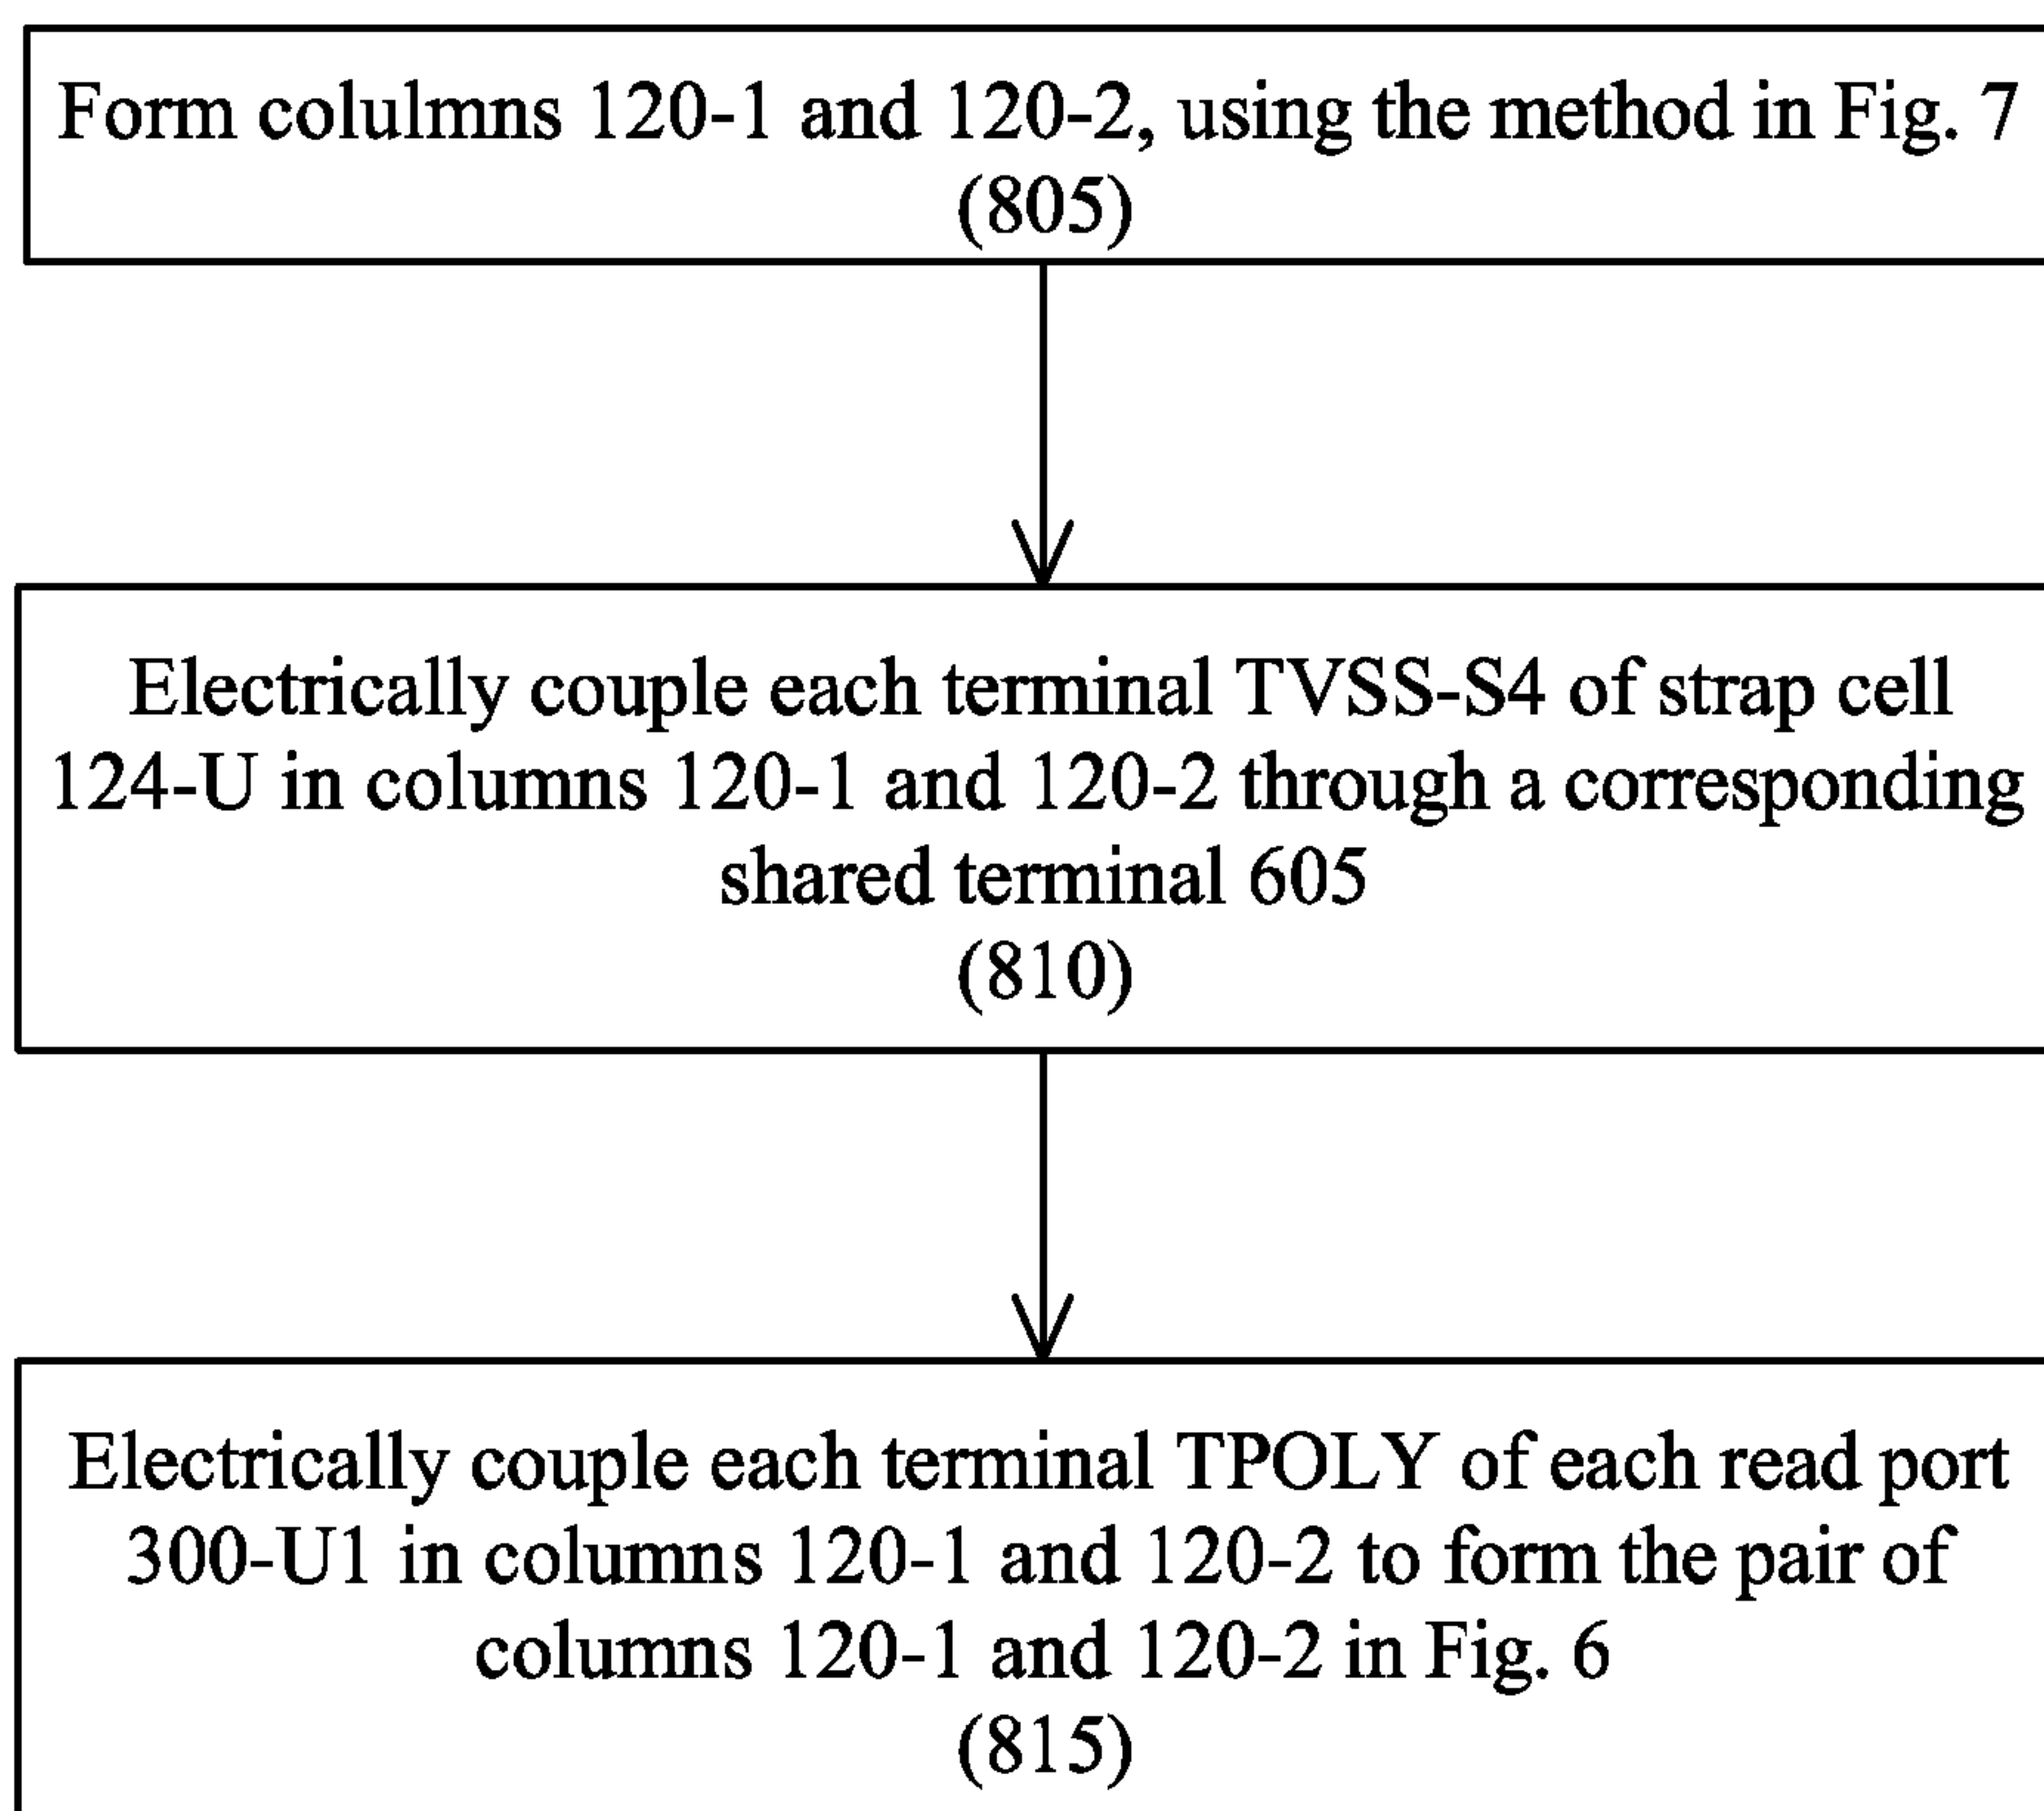 Form colulmns 120-1 and 120-2, using the method in Fig. 7
(805)
Electrically couple each terminal TVSS-S4 of strap cell
124-U in columns 120-1 and 120-2 through a corresponding
shared terminal 605
(810)
Electrically couple each terminal TPOLY of each read port
300-U1 in columns 120-1 and 120-2 to form the pair of
columns 120-1 and 120-2 in Fig. 6
(815)